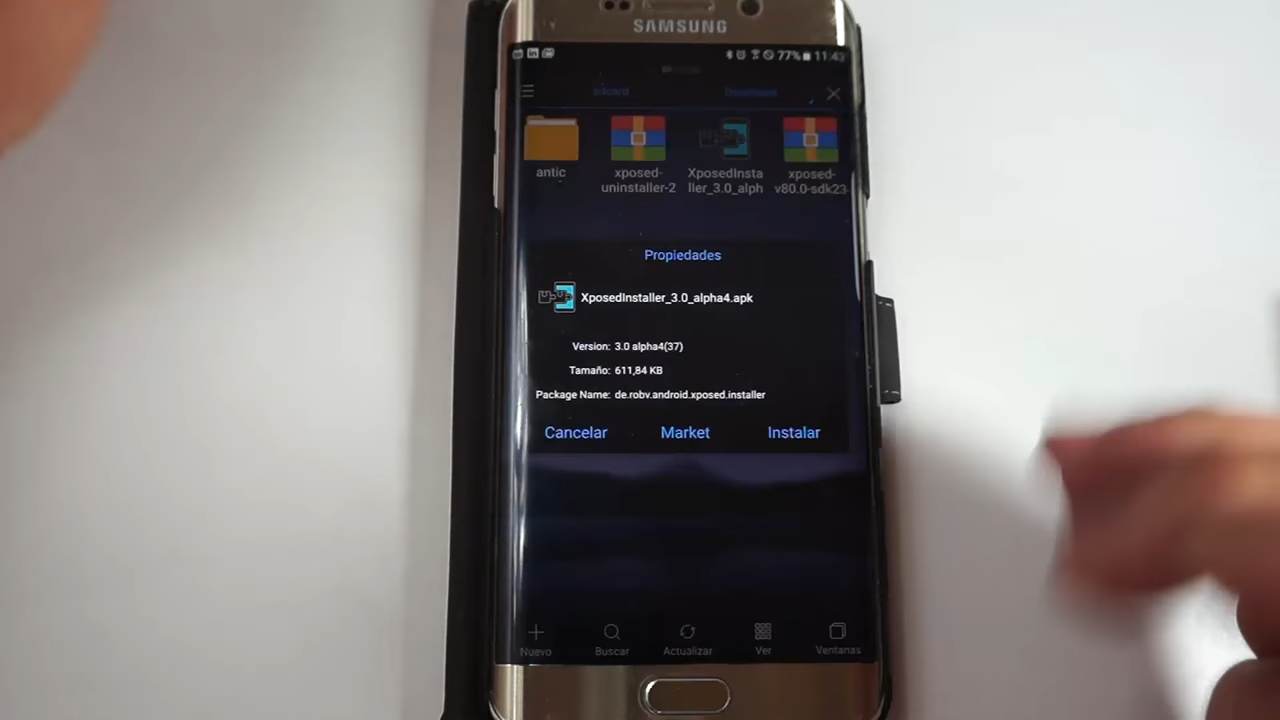 SAMSUNG
77% 11:43
sdcard Download
antic
xposed-
uninstaller-2
XposedInsta
ller_3.0_alph
xposed-
v80.0-sdk23-
Propiedades
XposedInstaller_3.0_alpha4.apk
Version: 3.0 alpha4(37)
Tamaño: 611,84 KB
Package Name: de.robv.android.xposed.installer
Cancelar Market Instalar
Nuevo Buscar Actualizar Ver Ventanas